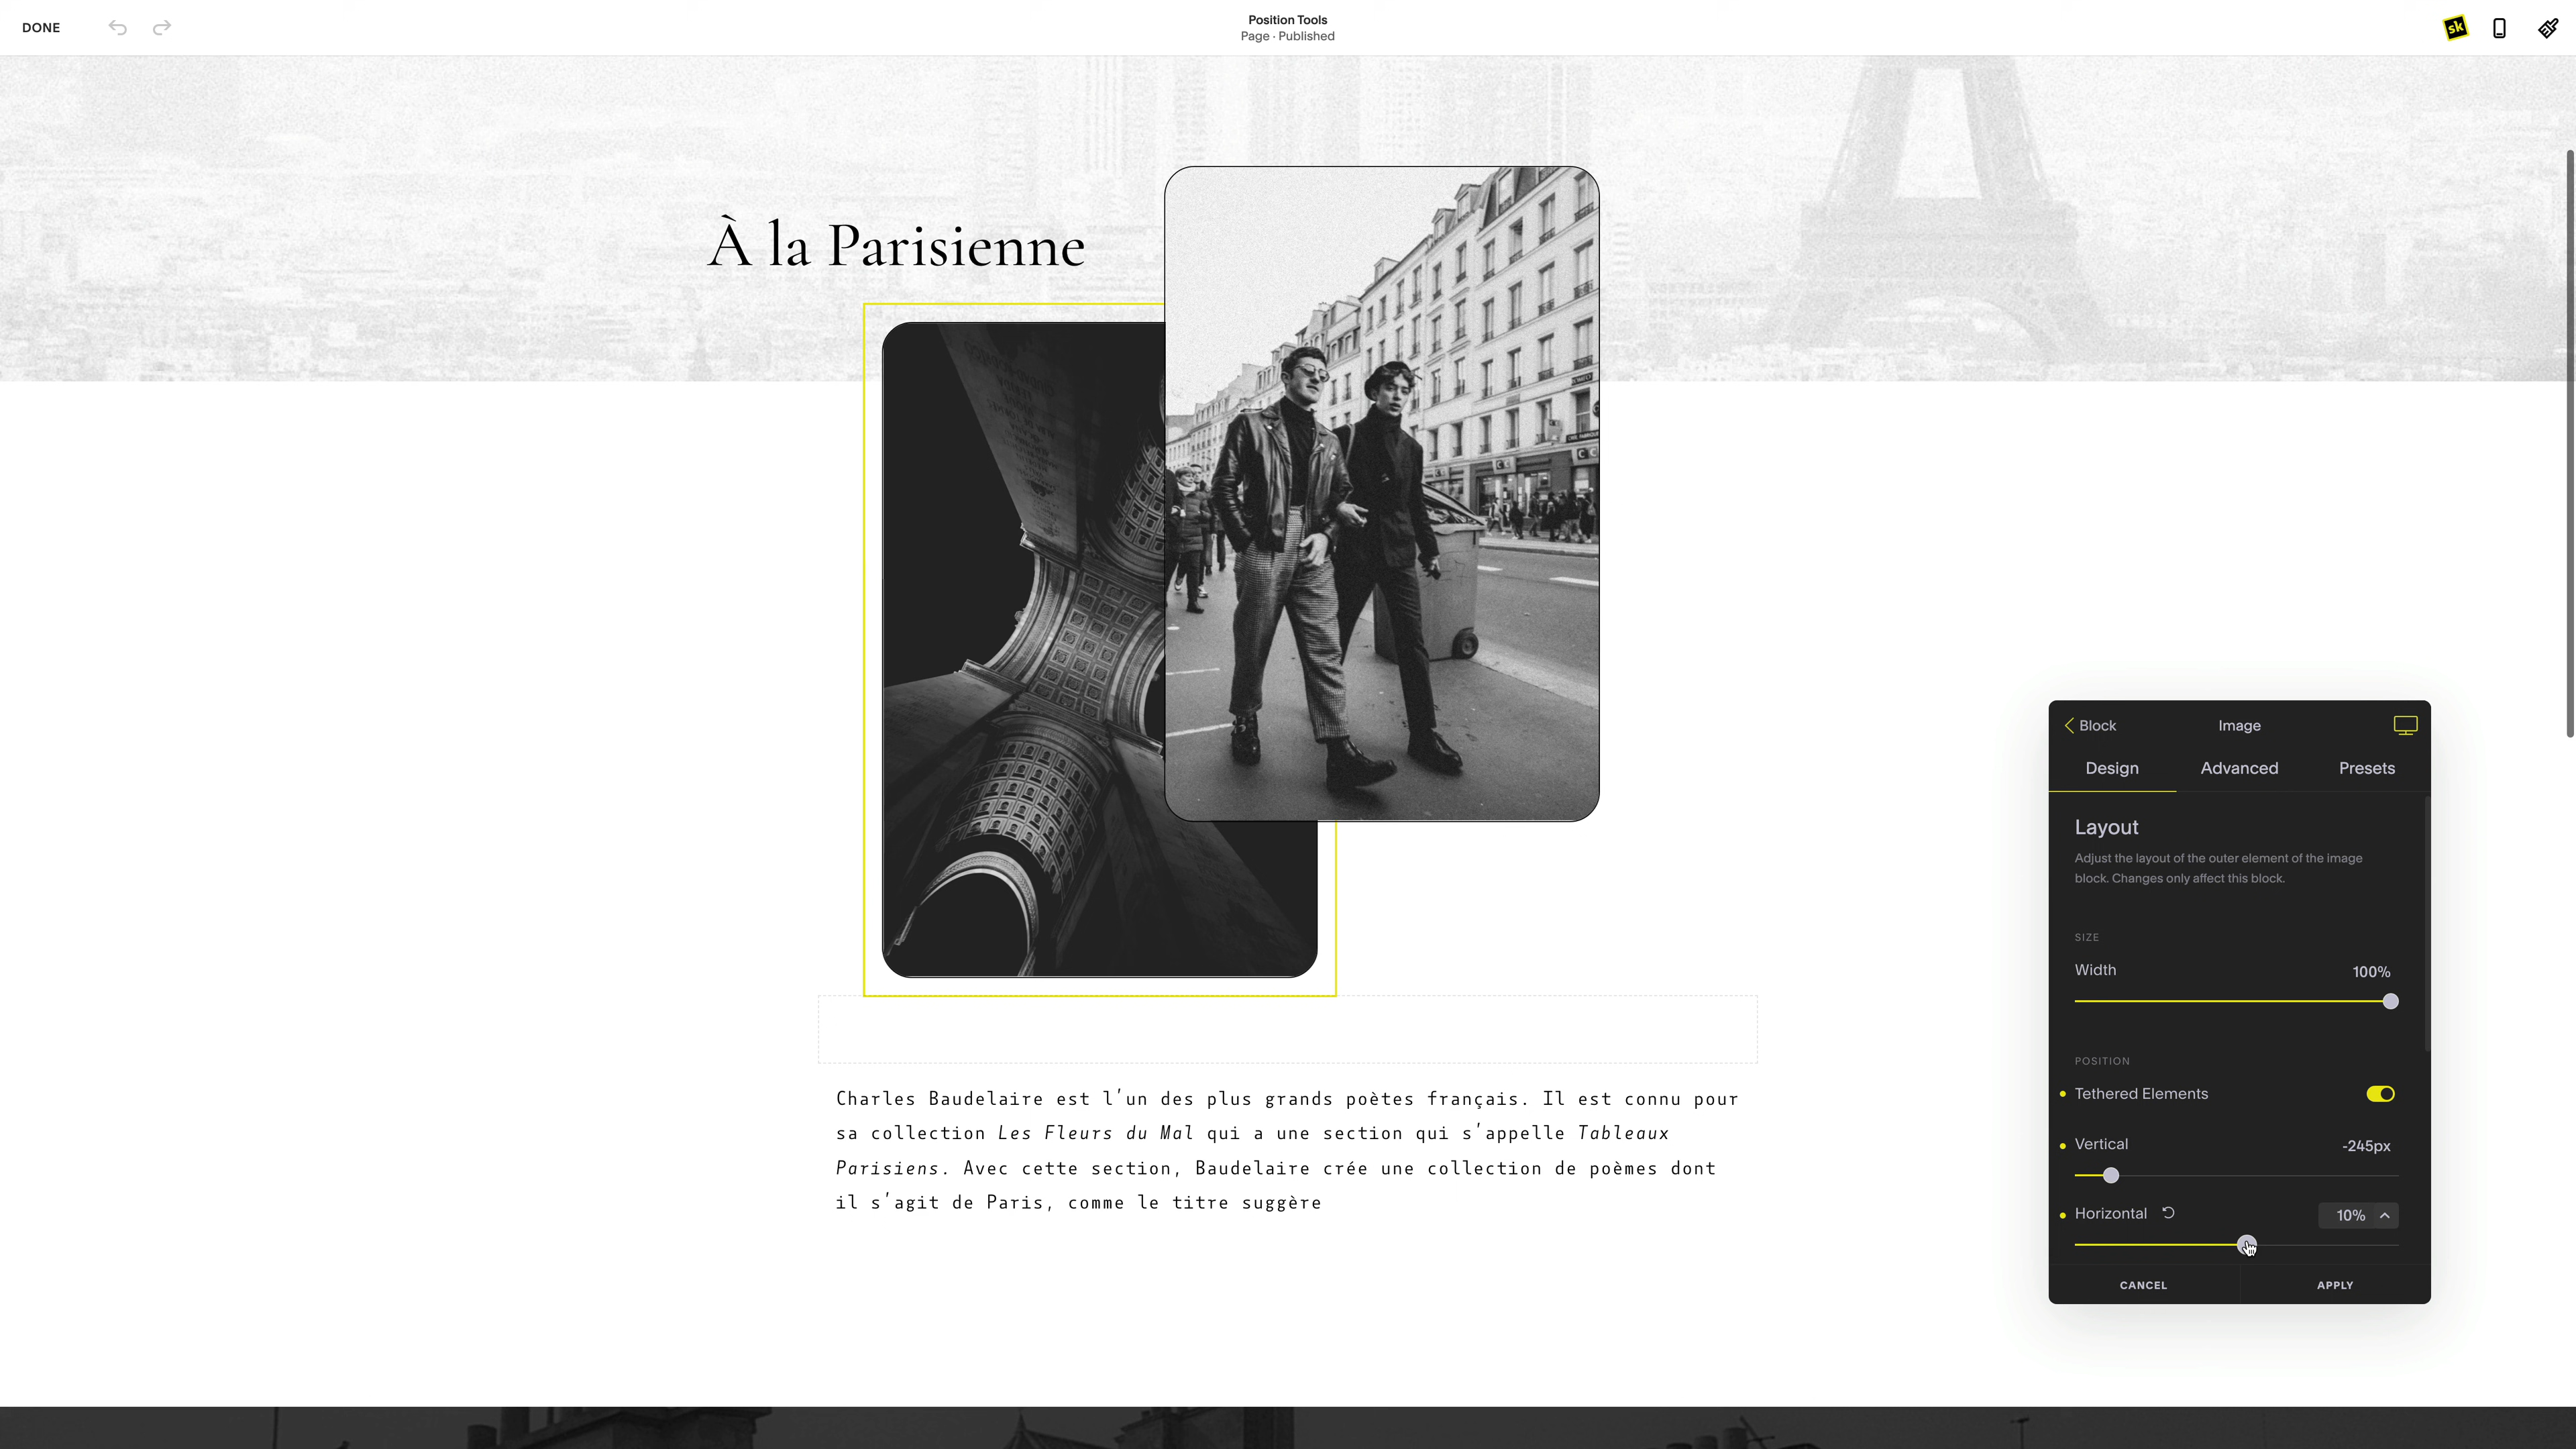 DONE
Position Tools
Page · Published
sk
À la Parisienne
Charles Baudelaire est l'un des plus grands poètes français. Il est connu pour
sa collection Les Fleurs du Mal qui a une section qui s'appelle Tableaux
Parisiens. Avec cette section, Baudelaire crée une collection de poèmes dont
il s'agit de Paris, comme le titre suggère
Block
Image
Design
Advanced
Presets
Layout
Adjust the layout of the outer element of the image
block. Changes only affect this block.
SIZE
Width
100%
POSITION
Tethered Elements
Vertical
-245px
Horizontal
10%
CANCEL
APPLY